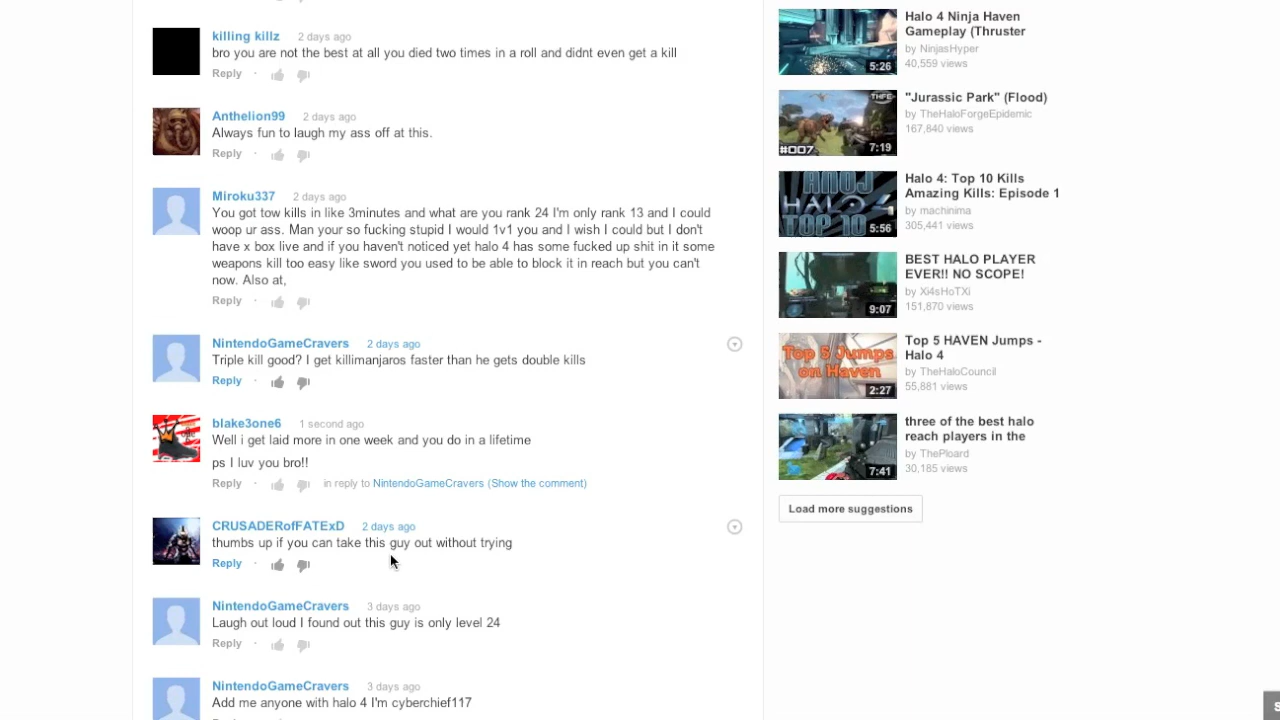 killing killz 2 days ago
bro you are not the best at all you died two times in a roll and didnt even get a kill
Reply ·
Anthelion99 2 days ago
Always fun to laugh my ass off at this.
Reply ·
Miroku337 2 days ago
You got tow kills in like 3minutes and what are you rank 24 I'm only rank 13 and I could
whip ur ass. Man your so fucking stupid I would 1v1 you and I wish I could but I don't
have x box live and if you haven't noticed yet halo 4 has some fucked up shit in it some
weapons kill too easy like sword you used to be able to block it in reach but you can't
now. Also at,
Reply ·
NintendoGameCravers 2 days ago
Triple kill good? I get killimanjaros faster than he gets double kills
Reply ·
blake3one6 1 second ago
Well i get laid more in one week and you do in a lifetime
ps I luv you bro!!
Reply · in reply to NintendoGameCravers (Show the comment)
CRUSADERofFATExD 2 days ago
thumbs up if you can take this guy out without trying
Reply ·
NintendoGameCravers 3 days ago
Laugh out loud I found out this guy is only level 24
Reply ·
NintendoGameCravers 3 days ago
Add me anyone with halo 4 I'm cyberchief117
5:26
Halo 4 Ninja Haven
Gameplay (Thruster
by NinjasHyper
40,559 views
THFE
#007
7:19
"Jurassic Park" (Flood)
by TheHaloForgeEpidemic
167,840 views
ANOJ
HALO 4
TOP 10
5:56
Halo 4: Top 10 Kills
Amazing Kills: Episode 1
by machinima
305,441 views
9:07
BEST HALO PLAYER
EVER!! NO SCOPE!
by Xi4sHoTXi
151,870 views
Top 5 Jumps
on Haven
2:27
Top 5 HAVEN Jumps -
Halo 4
by TheHaloCouncil
55,881 views
7:41
three of the best halo
reach players in the
by ThePloard
30,185 views
Load more suggestions